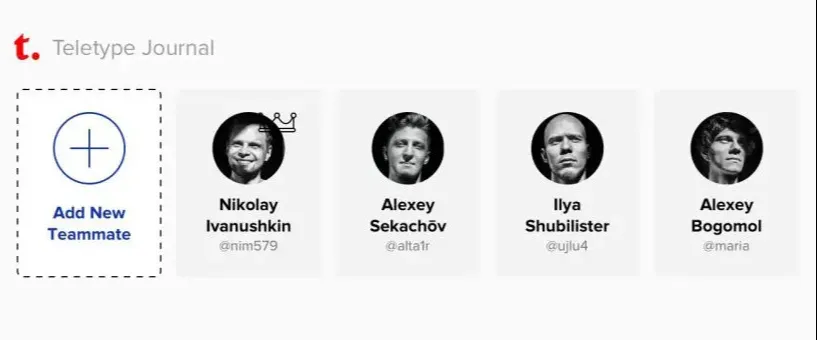 t. Teletype Journal
Add New
Teammate
Nikolay
Ivanushkin
@nim579
Alexey
Sekachōv
@alta1r
Ilya
Shubilister
@ujlu4
Alexey
Bogomol
@maria